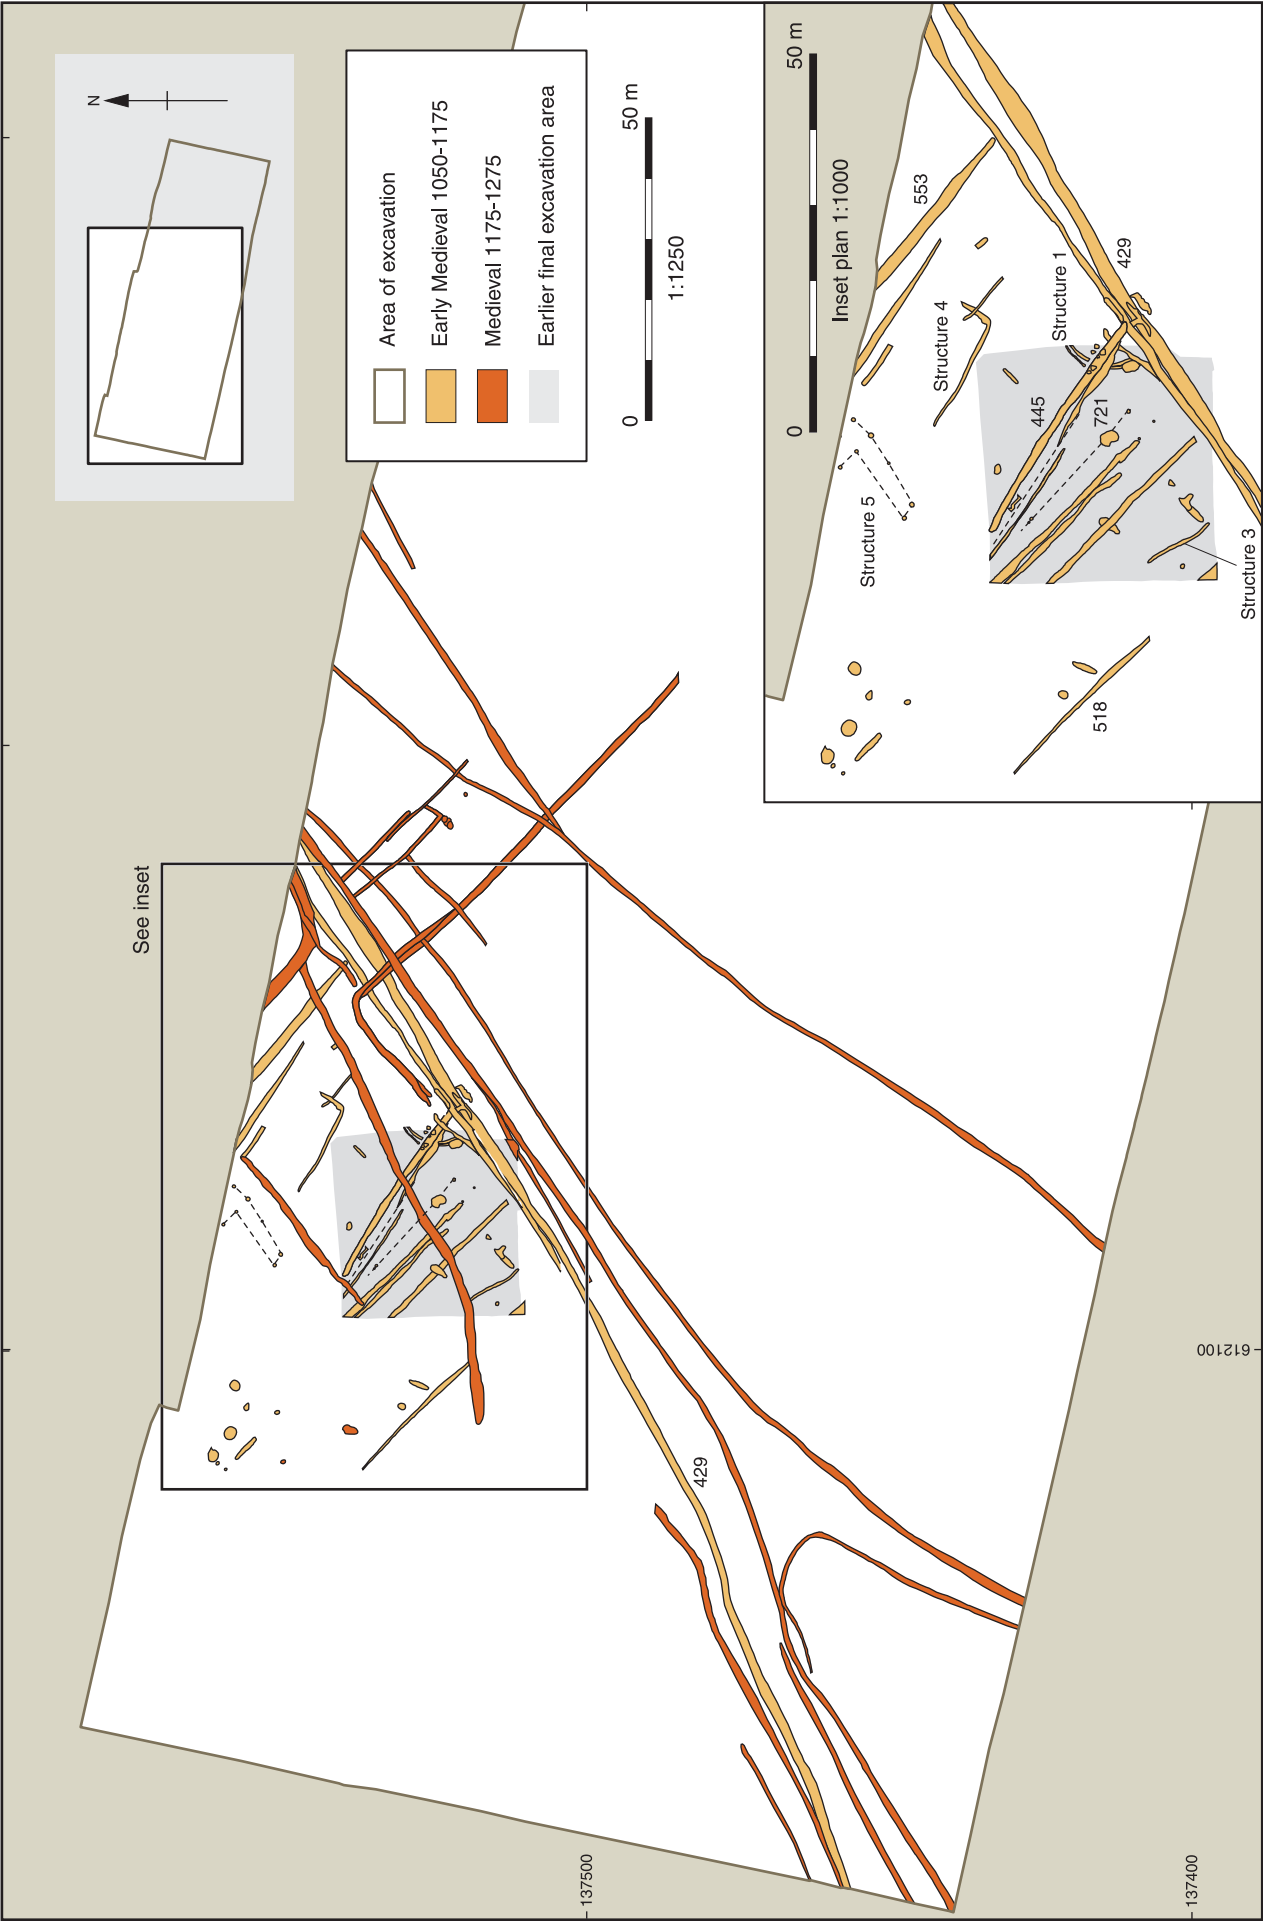 N
Area of excavation
Early Medieval 1050-1175
Medieval 1175-1275
Earlier final excavation area
0
50 m
1:1250
See inset
429
0
50 m
Inset plan 1:1000
553
429
Structure 1
Structure 4
445
721
Structure 5
Structure 3
518
137500
137400
612100